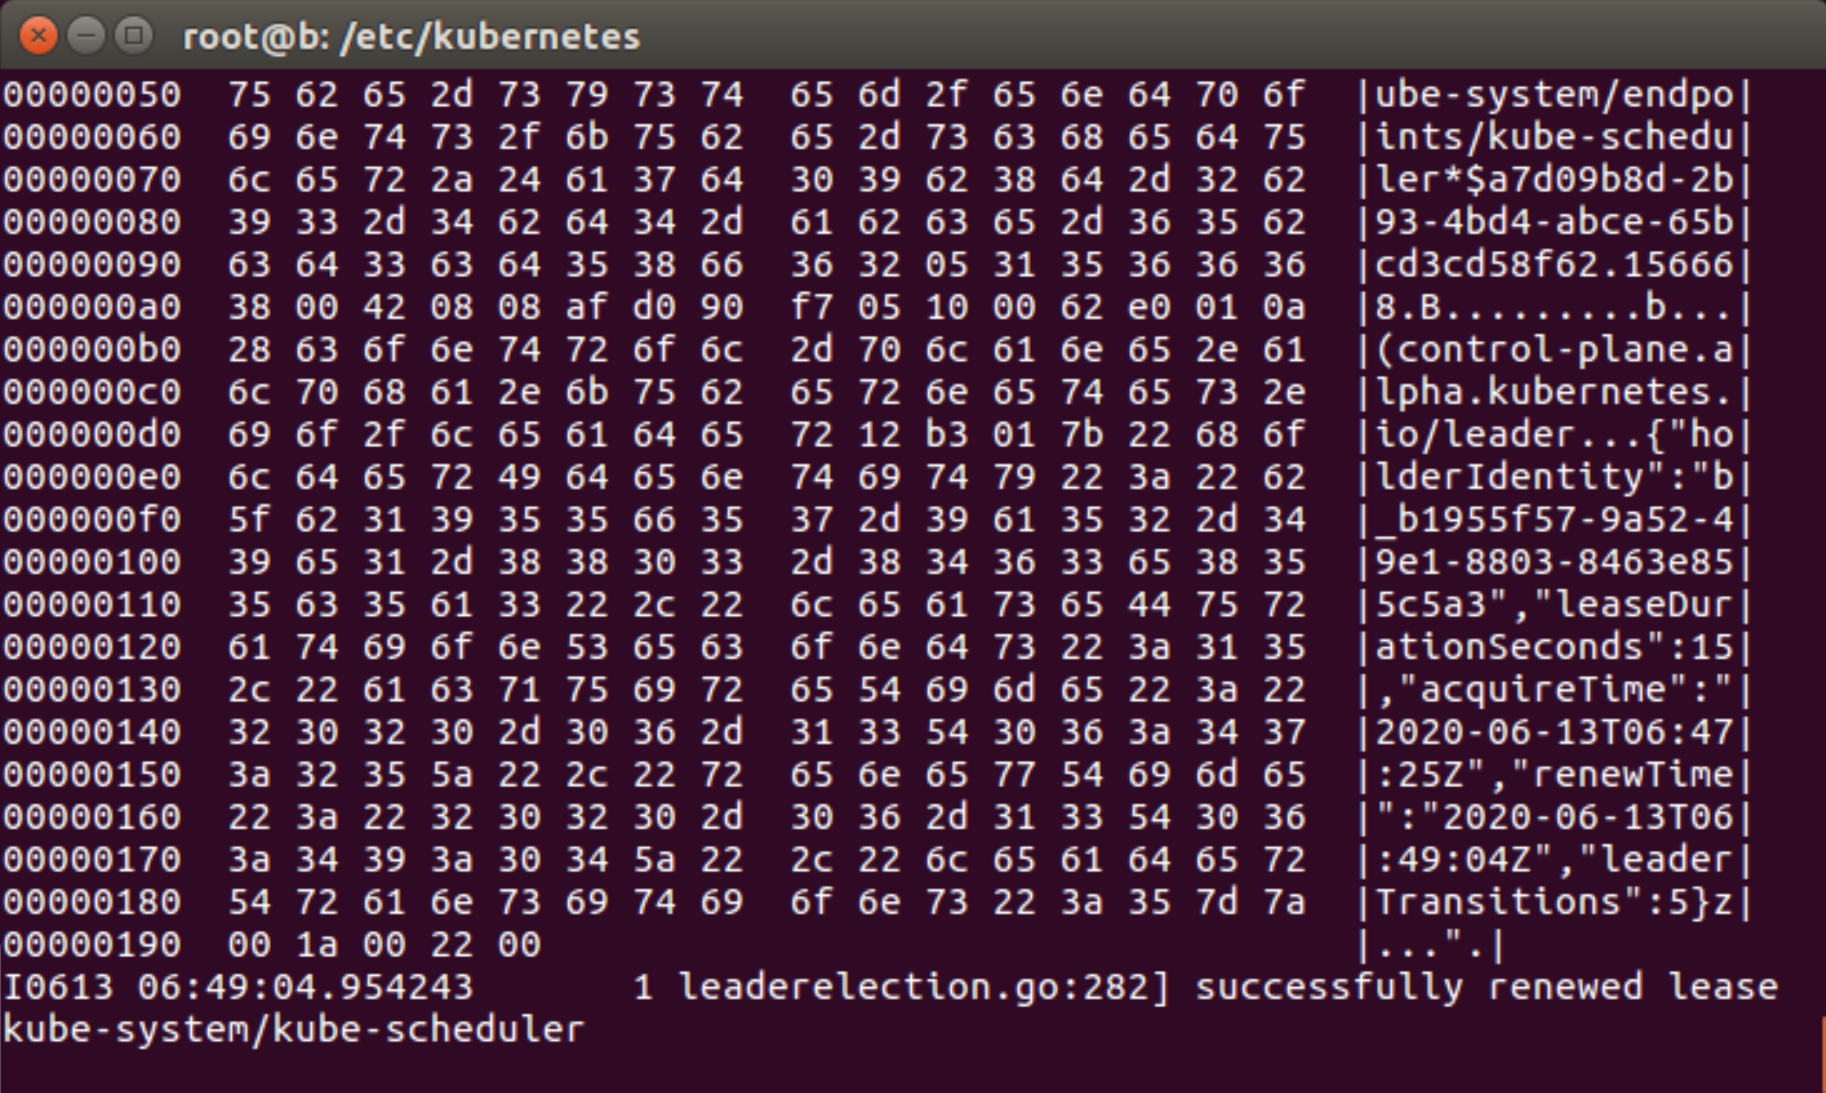 root@b: /etc/kubernetes
00000050  75 62 65 2d 73 79 73 74  65 6d 2f 65 6e 64 70 6f  |ube-system/endpo|
00000060  69 6e 74 73 2f 6b 75 62  65 2d 73 63 68 65 64 75  |ints/kube-schedu|
00000070  6c 65 72 2a 24 61 37 64  30 39 62 38 64 2d 32 62  |ler*$a7d09b8d-2b|
00000080  39 33 2d 34 62 64 34 2d  61 62 63 65 2d 36 35 62  |93-4bd4-abce-65b|
00000090  63 64 33 63 64 35 38 66  36 32 05 31 35 36 36 36  |cd3cd58f62.15666|
000000a0  38 00 42 08 08 af d0 90  f7 05 10 00 62 e0 01 0a  |8.B.........b...|
000000b0  28 63 6f 6e 74 72 6f 6c  2d 70 6c 61 6e 65 2e 61  |(control-plane.a|
000000c0  6c 70 68 61 2e 6b 75 62  65 72 6e 65 74 65 73 2e  |lpha.kubernetes.|
000000d0  69 6f 2f 6c 65 61 64 65  72 12 b3 01 7b 22 68 6f  |io/leader...{"ho|
000000e0  6c 64 65 72 49 64 65 6e  74 69 74 79 22 3a 22 62  |lderIdentity":"b|
000000f0  5f 62 31 39 35 35 66 35  37 2d 39 61 35 32 2d 34  |_b1955f57-9a52-4|
00000100  39 65 31 2d 38 38 30 33  2d 38 34 36 33 65 38 35  |9e1-8803-8463e85|
00000110  35 63 35 61 33 22 2c 22  6c 65 61 73 65 44 75 72  |5c5a3","leaseDur|
00000120  61 74 69 6f 6e 53 65 63  6f 6e 64 73 22 3a 31 35  |ationSeconds":15|
00000130  2c 22 61 63 71 75 69 72  65 54 69 6d 65 22 3a 22  |,"acquireTime":"|
00000140  32 30 32 30 2d 30 36 2d  31 33 54 30 36 3a 34 37  |2020-06-13T06:47|
00000150  3a 32 35 5a 22 2c 22 72  65 6e 65 77 54 69 6d 65  |:25Z","renewTime|
00000160  22 3a 22 32 30 32 30 2d  30 36 2d 31 33 54 30 36  |":"2020-06-13T06|
00000170  3a 34 39 3a 30 34 5a 22  2c 22 6c 65 61 64 65 72  |:49:04Z","leader|
00000180  54 72 61 6e 73 69 74 69  6f 6e 73 22 3a 35 7d 7a  |Transitions":5}z|
00000190  00 1a 00 22 00                                    |...".|
I0613 06:49:04.954243       1 leaderelection.go:282] successfully renewed lease
kube-system/kube-scheduler